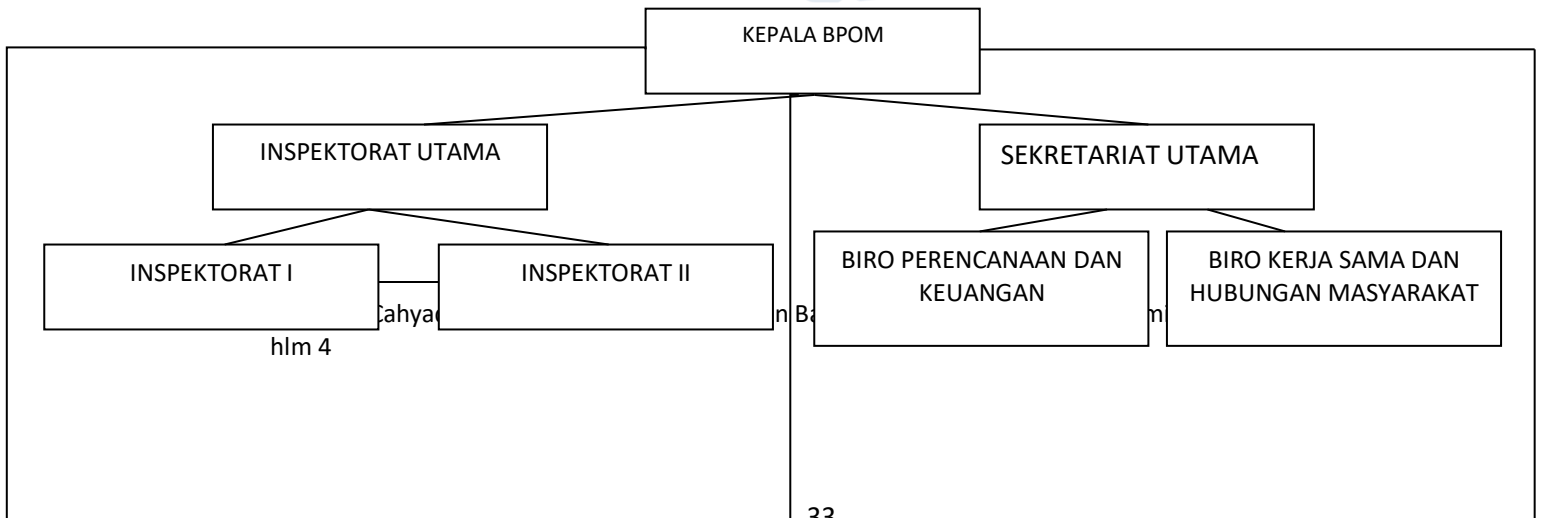 KEPALA BPOM
INSPEKTORAT UTAMA
SEKRETARIAT UTAMA
INSPEKTORAT I
INSPEKTORAT II
BIRO PERENCANAAN DAN
KEUANGAN
BIRO KERJA SAMA DAN
HUBUNGAN MASYARAKAT
hlm 4
33